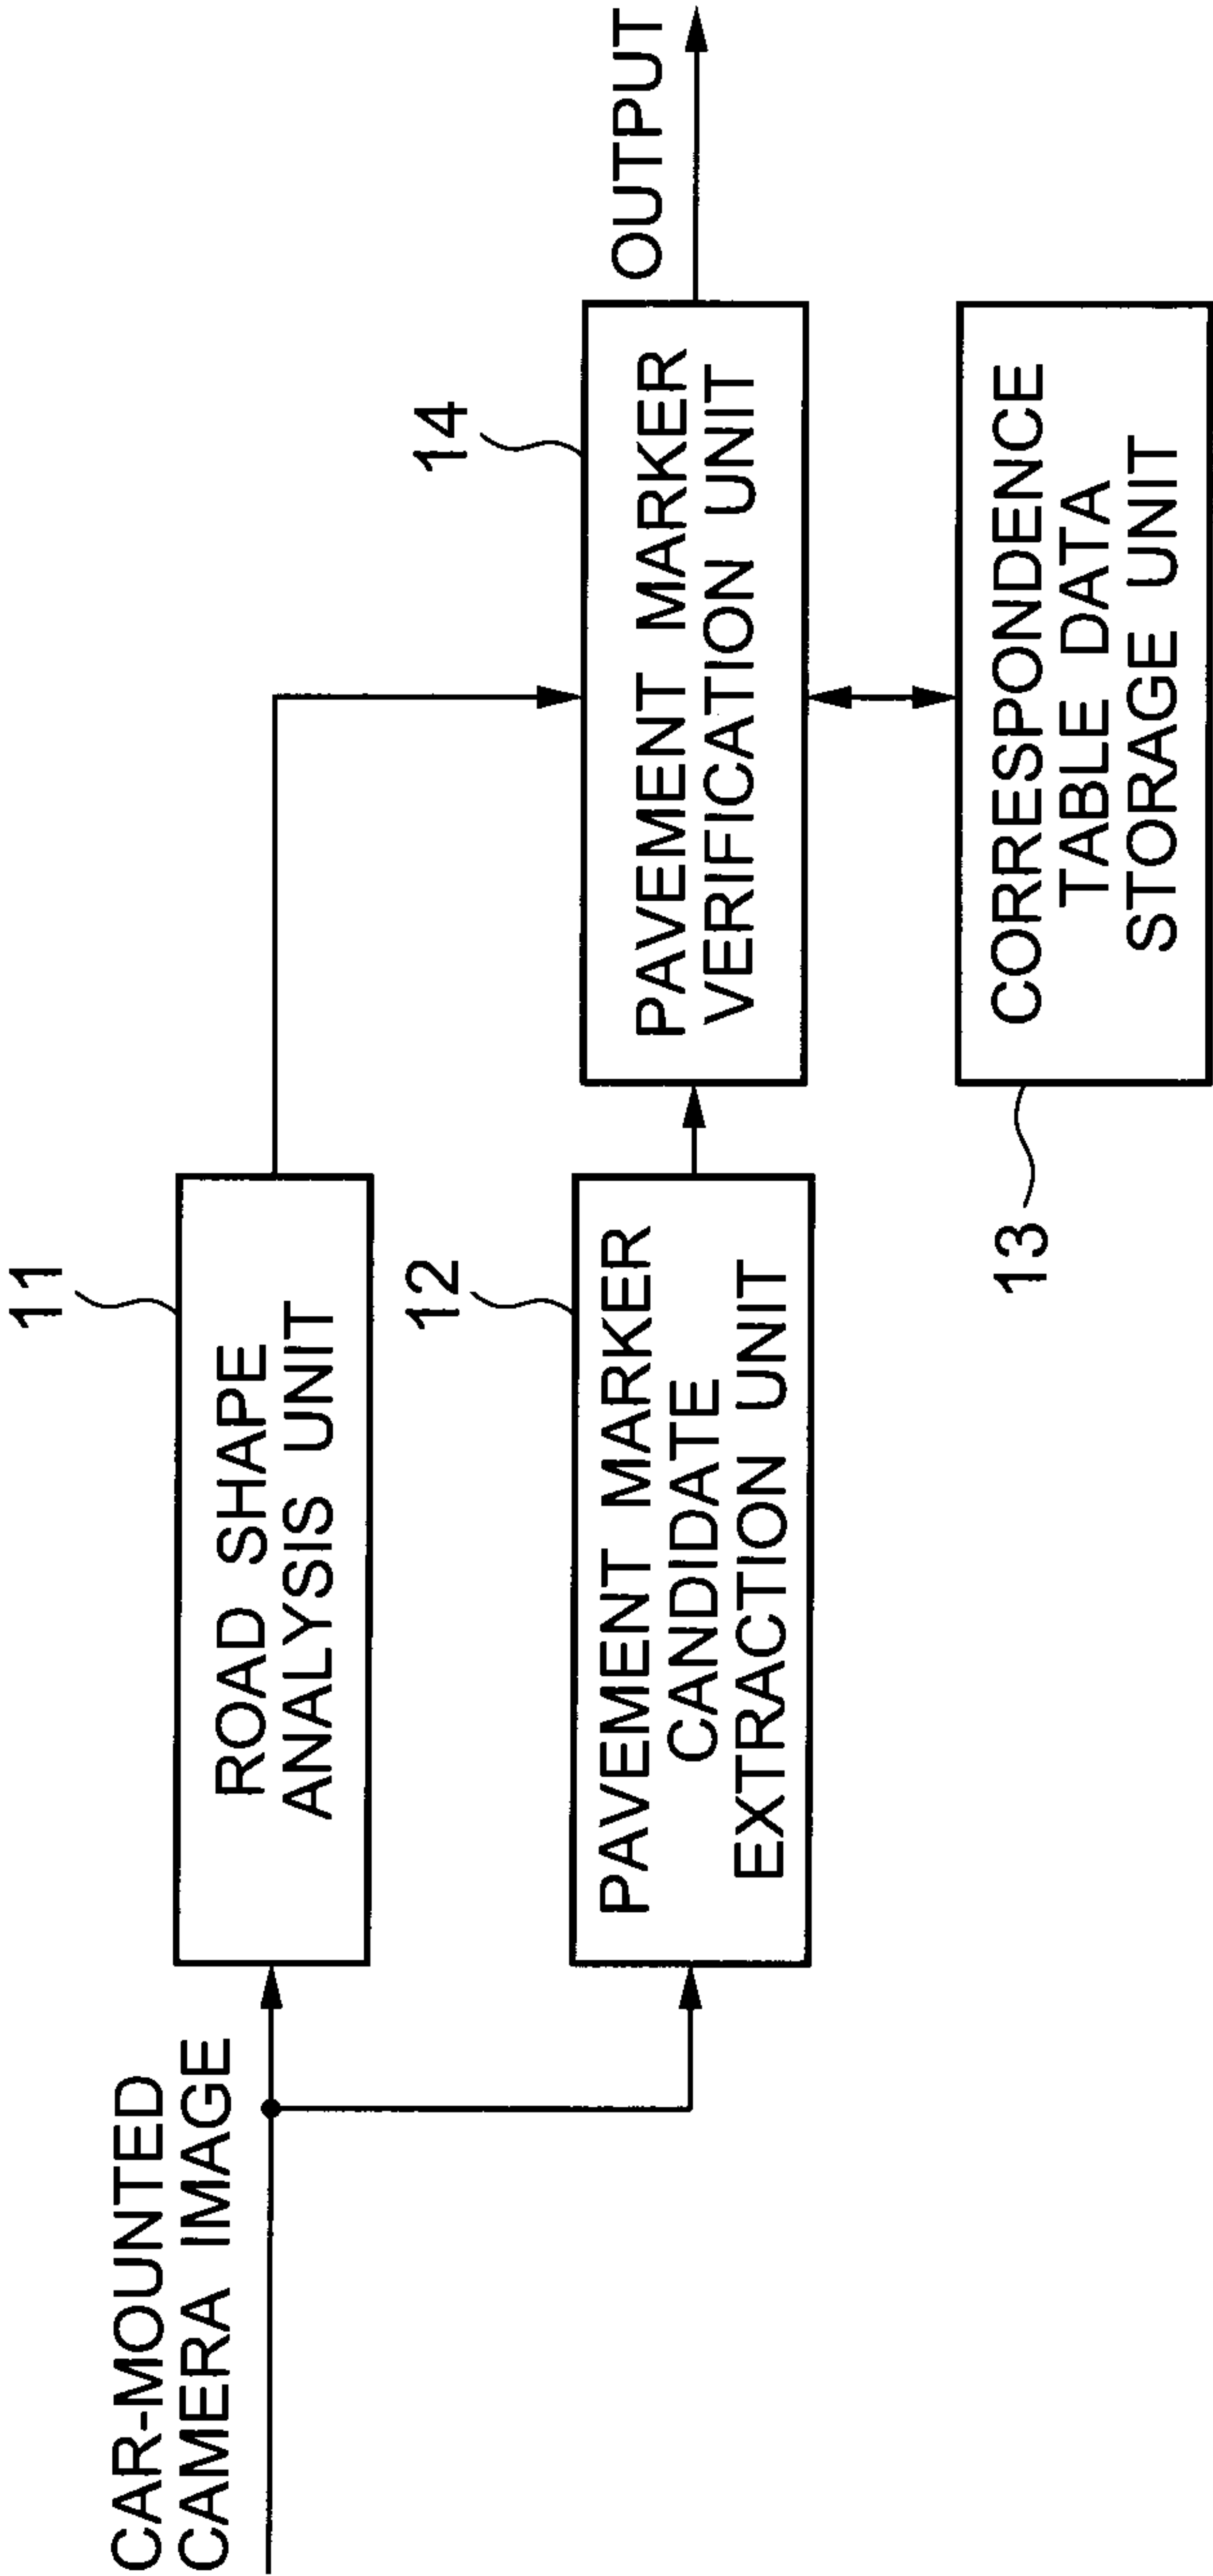 CAR-MOUNTED
CAMERA IMAGE
11
ROAD SHAPE
ANALYSIS UNIT
12
PAVEMENT MARKER
CANDIDATE
EXTRACTION UNIT
14
PAVEMENT MARKER
VERIFICATION UNIT
OUTPUT
13
CORRESPONDENCE
TABLE DATA
STORAGE UNIT